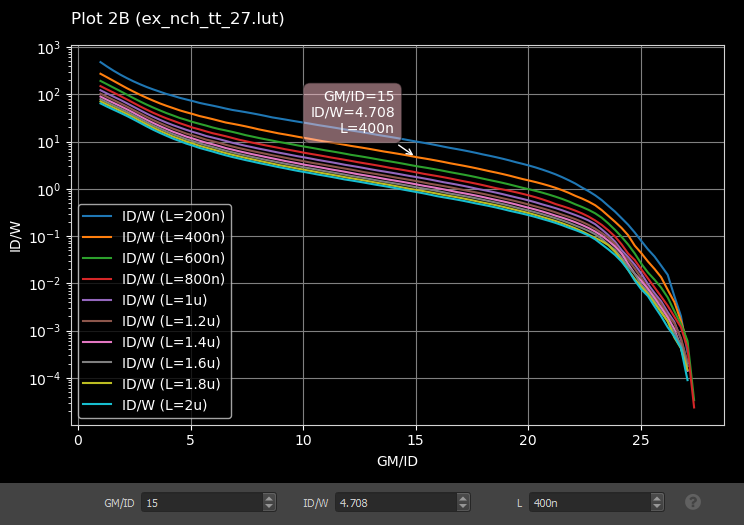 Plot 2B (ex_nch_tt_27.lut)
10³
10²
10¹
10⁰
10⁻¹
10⁻²
10⁻³
10⁻⁴
ID/W
GM/ID=15
ID/W=4.708
L=400n
ID/W (L=200n)
ID/W (L=400n)
ID/W (L=600n)
ID/W (L=800n)
ID/W (L=1u)
ID/W (L=1.2u)
ID/W (L=1.4u)
ID/W (L=1.6u)
ID/W (L=1.8u)
ID/W (L=2u)
0 5 10 15 20 25
GM/ID
GM/ID 15 ID/W 4.708 L 400n ?